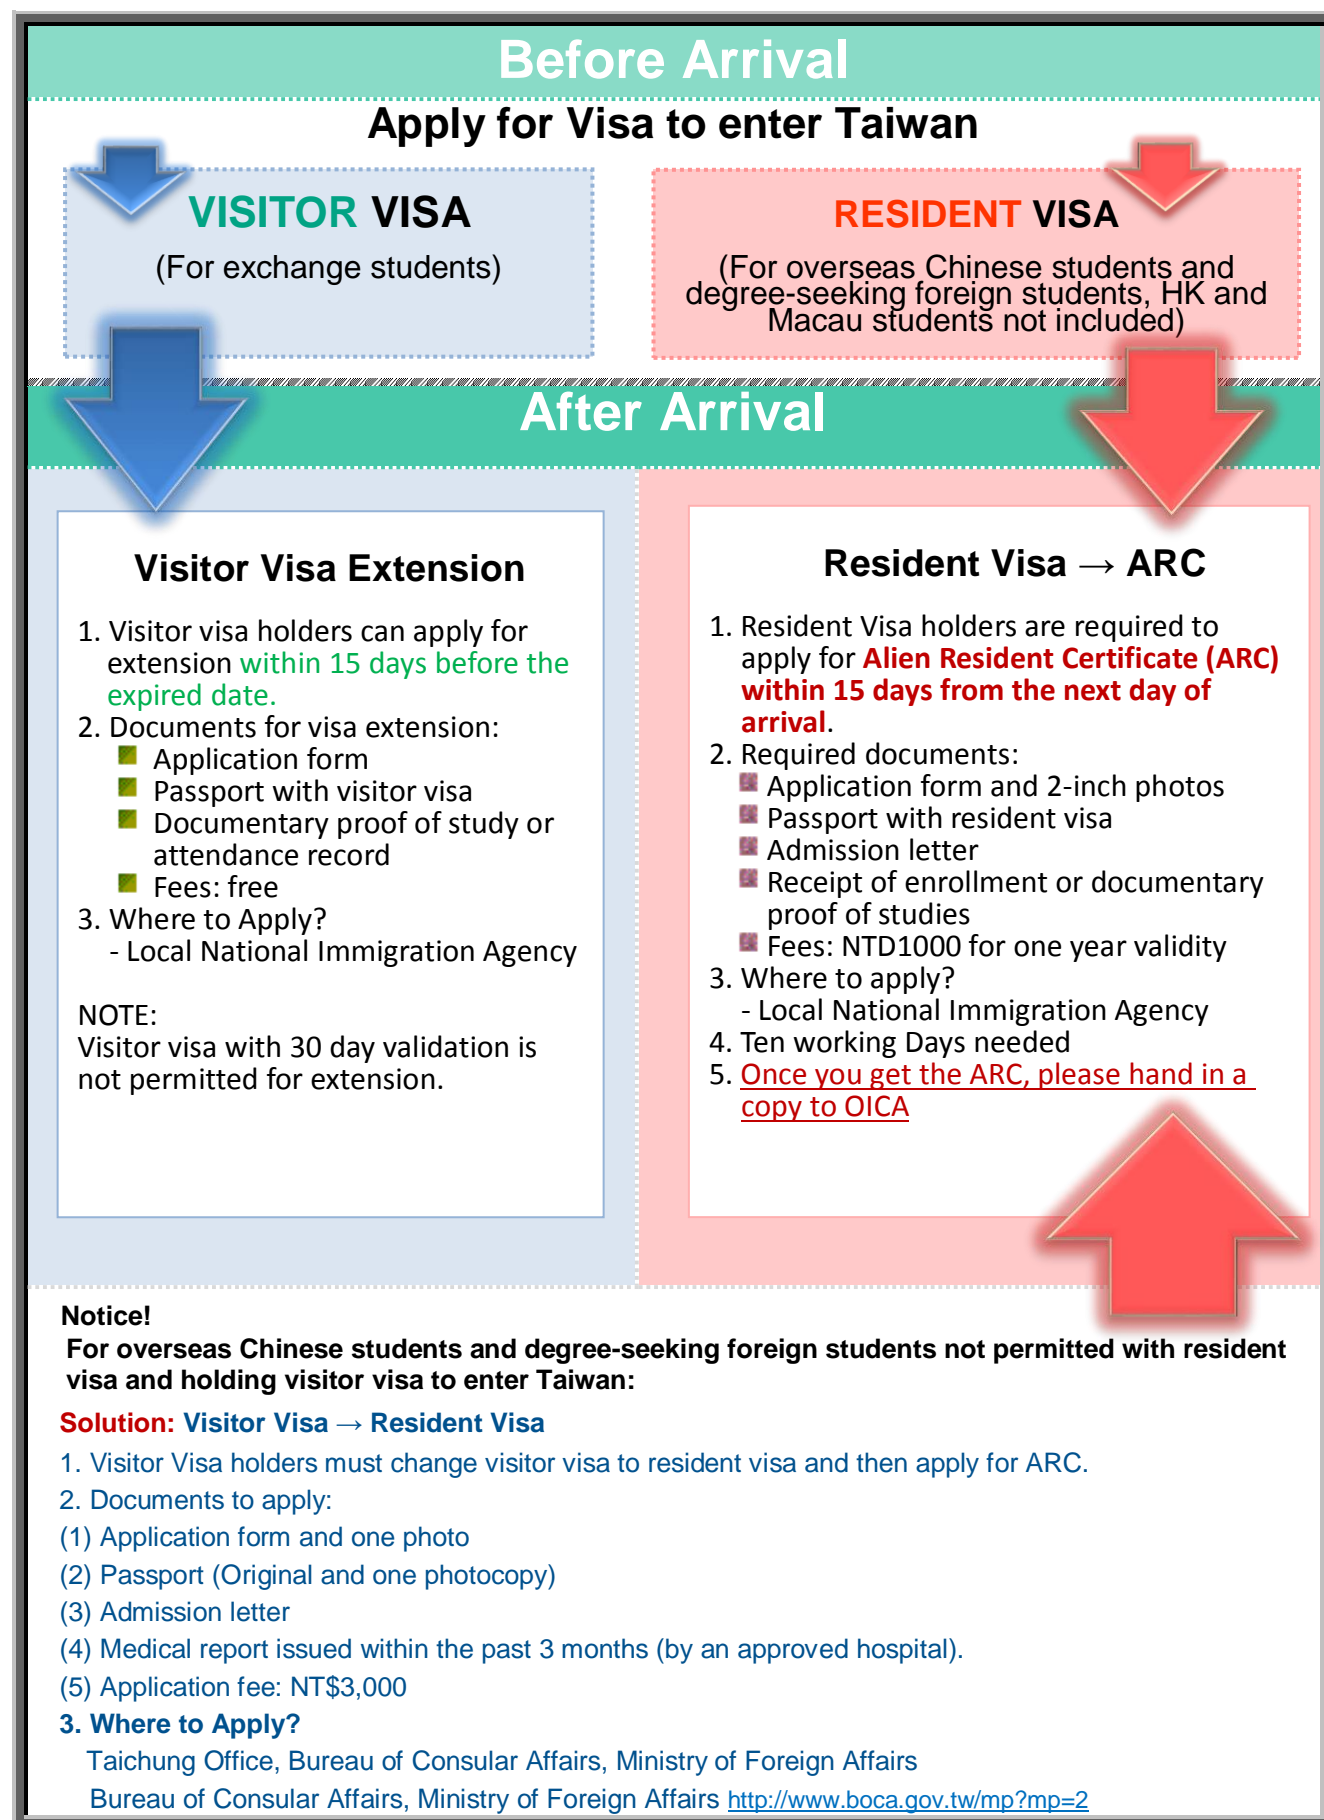 Before Arrival
Apply for Visa to enter Taiwan
VISITOR VISA
(For exchange students)
RESIDENT VISA
(For overseas Chinese students and
degree-seeking foreign students, HK and
Macau students not included)
After Arrival
Visitor Visa Extension
1. Visitor visa holders can apply for
extension within 15 days before the
expired date.
2. Documents for visa extension:
Application form
Passport with visitor visa
Documentary proof of study or
attendance record
Fees: free
3. Where to Apply?
- Local National Immigration Agency
NOTE:
Visitor visa with 30 day validation is
not permitted for extension.
Resident Visa → ARC
1. Resident Visa holders are required to
apply for Alien Resident Certificate (ARC)
within 15 days from the next day of
arrival.
2. Required documents:
Application form and 2-inch photos
Passport with resident visa
Admission letter
Receipt of enrollment or documentary
proof of studies
Fees: NTD1000 for one year validity
3. Where to apply?
- Local National Immigration Agency
4. Ten working Days needed
5. Once you get the ARC, please hand in a
copy to OICA
Notice!
For overseas Chinese students and degree-seeking foreign students not permitted with resident
visa and holding visitor visa to enter Taiwan:
Solution: Visitor Visa → Resident Visa
1. Visitor Visa holders must change visitor visa to resident visa and then apply for ARC.
2. Documents to apply:
(1) Application form and one photo
(2) Passport (Original and one photocopy)
(3) Admission letter
(4) Medical report issued within the past 3 months (by an approved hospital).
(5) Application fee: NT$3,000
3. Where to Apply?
Taichung Office, Bureau of Consular Affairs, Ministry of Foreign Affairs
Bureau of Consular Affairs, Ministry of Foreign Affairs http://www.boca.gov.tw/mp?mp=2